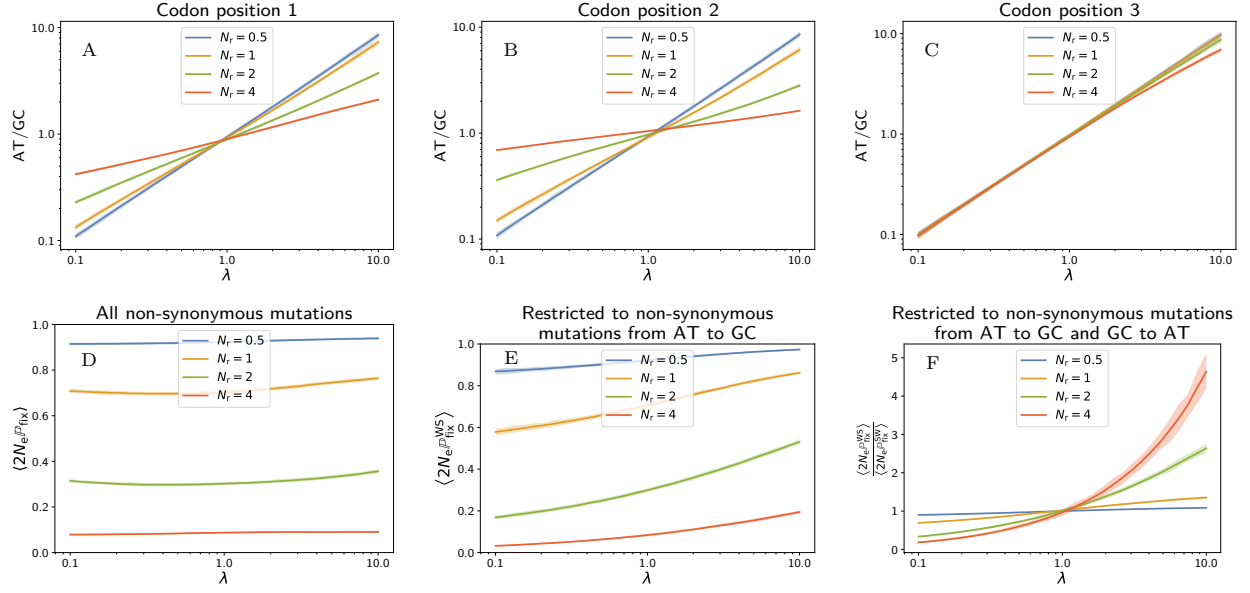 Codon position 1
A
N_r = 0.5
N_r = 1
N_r = 2
N_r = 4
AT/GC
10.0
1.0
0.1
0.1 1.0 10.0
λ
Codon position 2
B
N_r = 0.5
N_r = 1
N_r = 2
N_r = 4
AT/GC
10.0
1.0
0.1
0.1 1.0 10.0
λ
Codon position 3
C
N_r = 0.5
N_r = 1
N_r = 2
N_r = 4
AT/GC
10.0
1.0
0.1
0.1 1.0 10.0
λ
All non-synonymous mutations
D
N_r = 0.5
N_r = 1
N_r = 2
N_r = 4
⟨2N_e ℙ_fix⟩
1.0
0.8
0.6
0.4
0.2
0.0
0.1 1.0 10.0
λ
Restricted to non-synonymous
mutations from AT to GC
E
N_r = 0.5
N_r = 1
N_r = 2
N_r = 4
⟨2N_e ℙ_fix^WS⟩
1.0
0.8
0.6
0.4
0.2
0.0
0.1 1.0 10.0
λ
Restricted to non-synonymous mutations
from AT to GC and GC to AT
F
N_r = 0.5
N_r = 1
N_r = 2
N_r = 4
⟨2N_e ℙ_fix^WS⟩
⟨2N_e ℙ_fix^SW⟩
5
4
3
2
1
0
0.1 1.0 10.0
λ